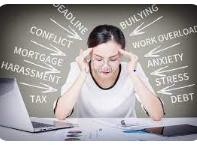 DEADLINE
CONFLICT
MORTGAGE
HARASSMENT
TAX
BULLYING
WORK OVERLOAD
ANXIETY
STRESS
DEBT